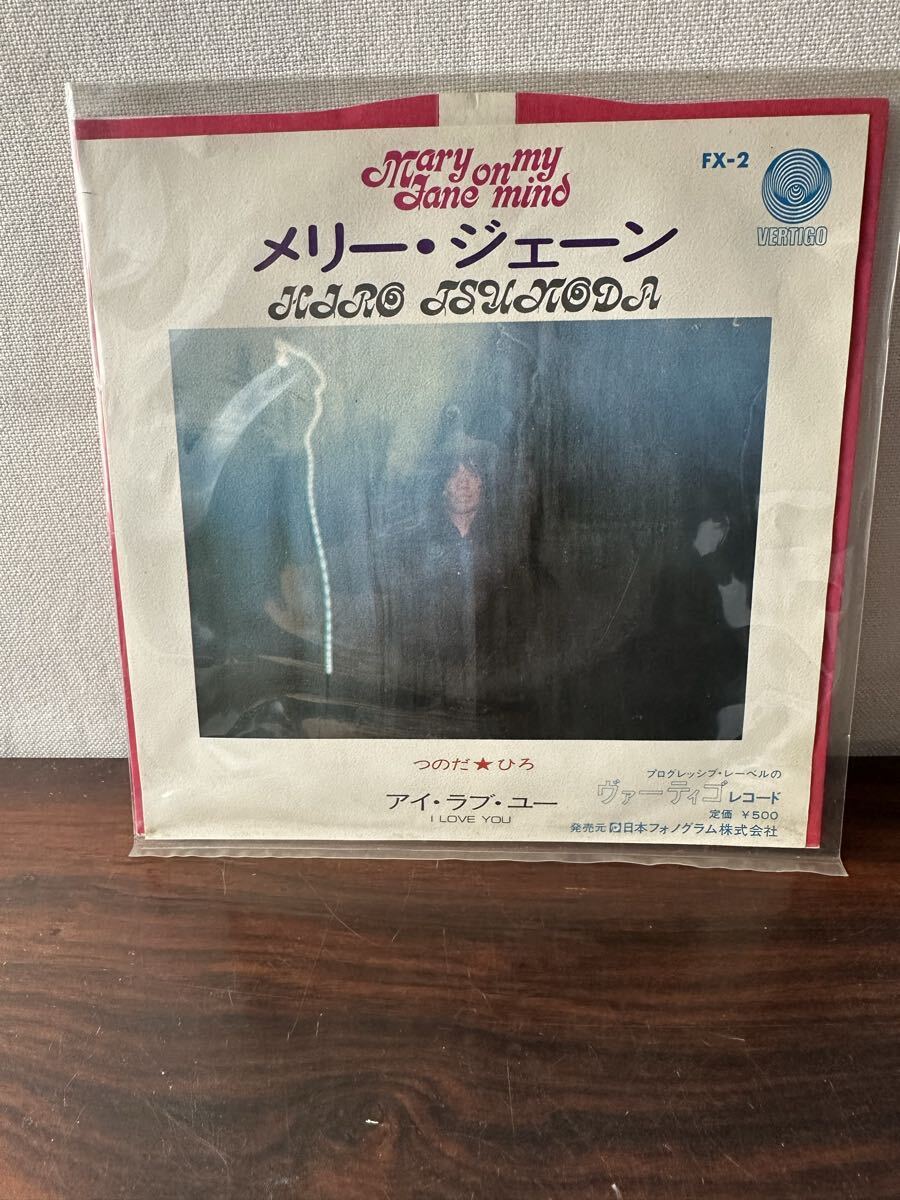 Mary on my
Jane mind
FX-2
VERTIGO
メリー・ジェーン
HIRO TSUNODA
つのだ★ひろ
アイ・ラブ・ユー
I LOVE YOU
プログレッシブ・レーベルの
ヴァーティゴ レコード
定価 ¥500
発売元 日本フォノグラム株式会社